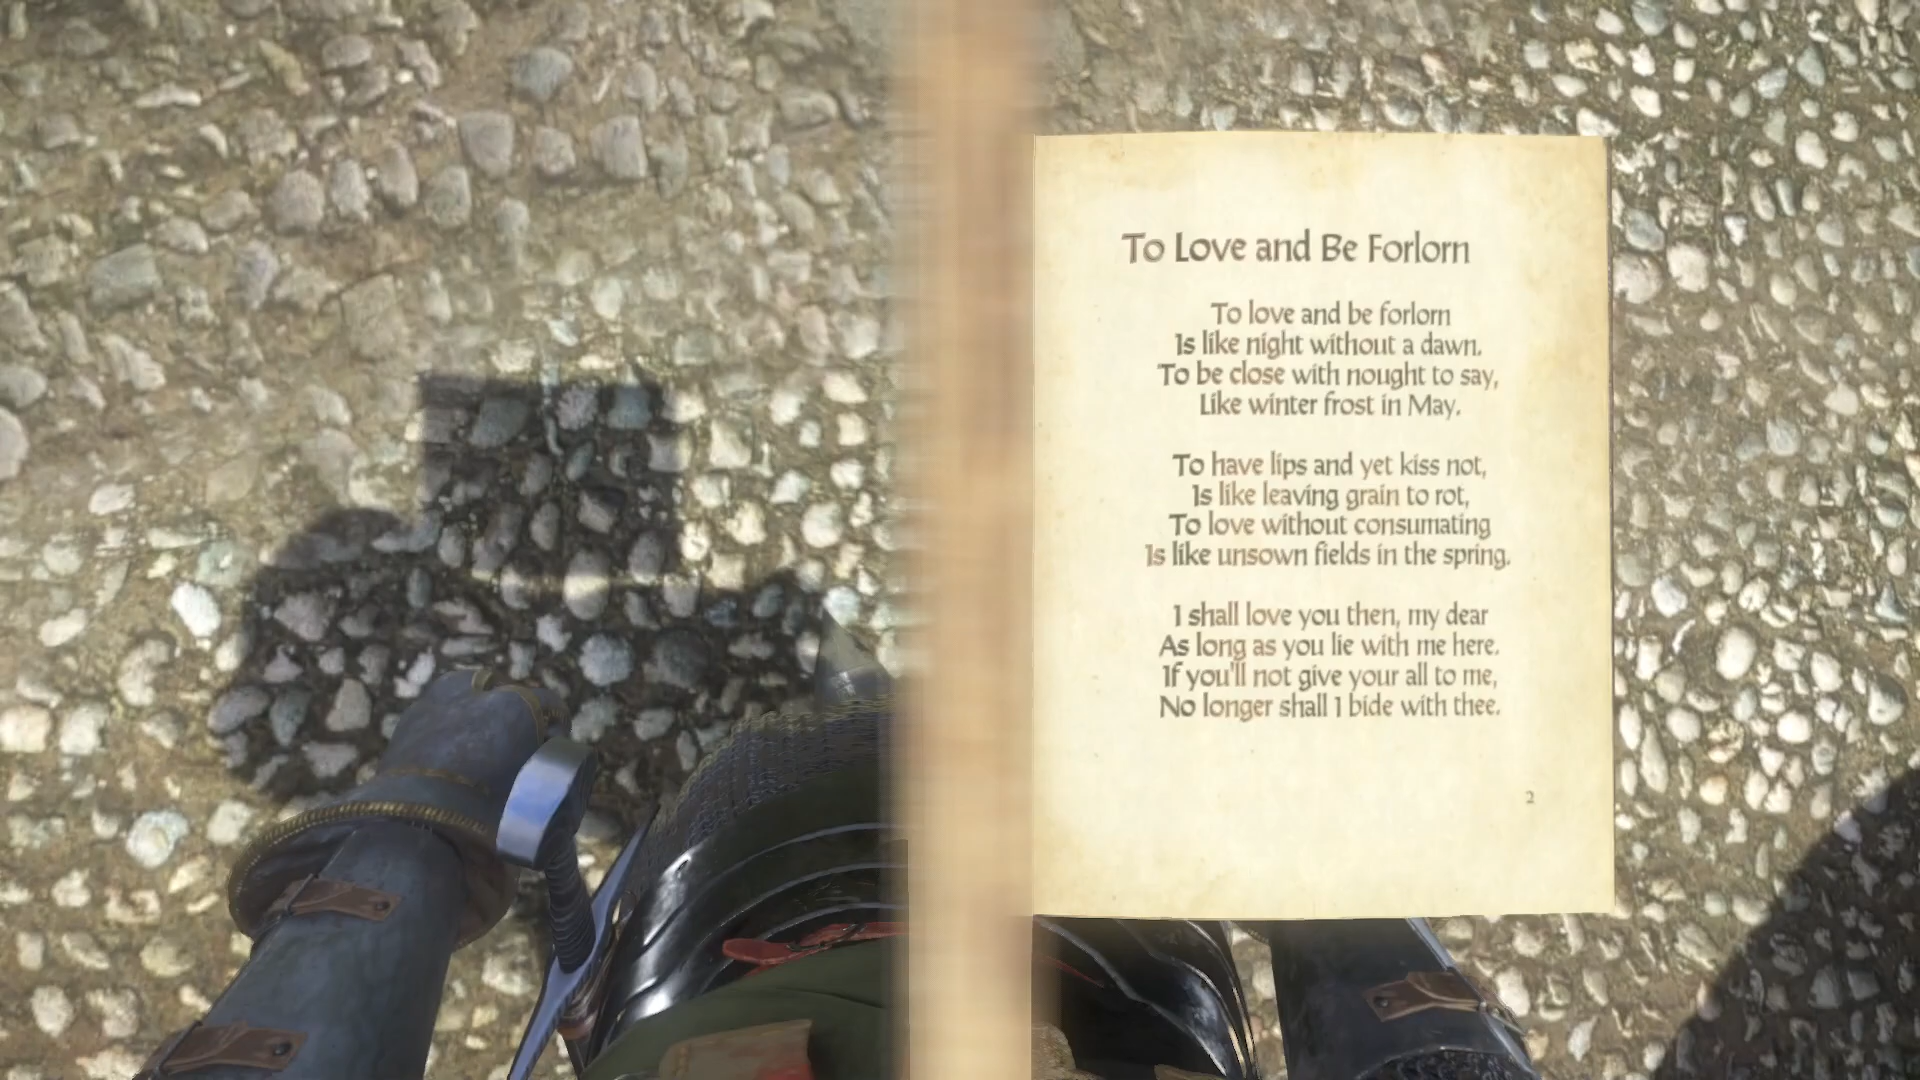 To Love and Be Forlorn
To love and be forlorn
Is like night without a dawn.
To be close with nought to say,
Like winter frost in May.
To have lips and yet kiss not,
Is like leaving grain to rot,
To love without consumating
Is like unsown fields in the spring.
I shall love you then, my dear
As long as you lie with me here.
If you'll not give your all to me,
No longer shall I bide with thee.
2